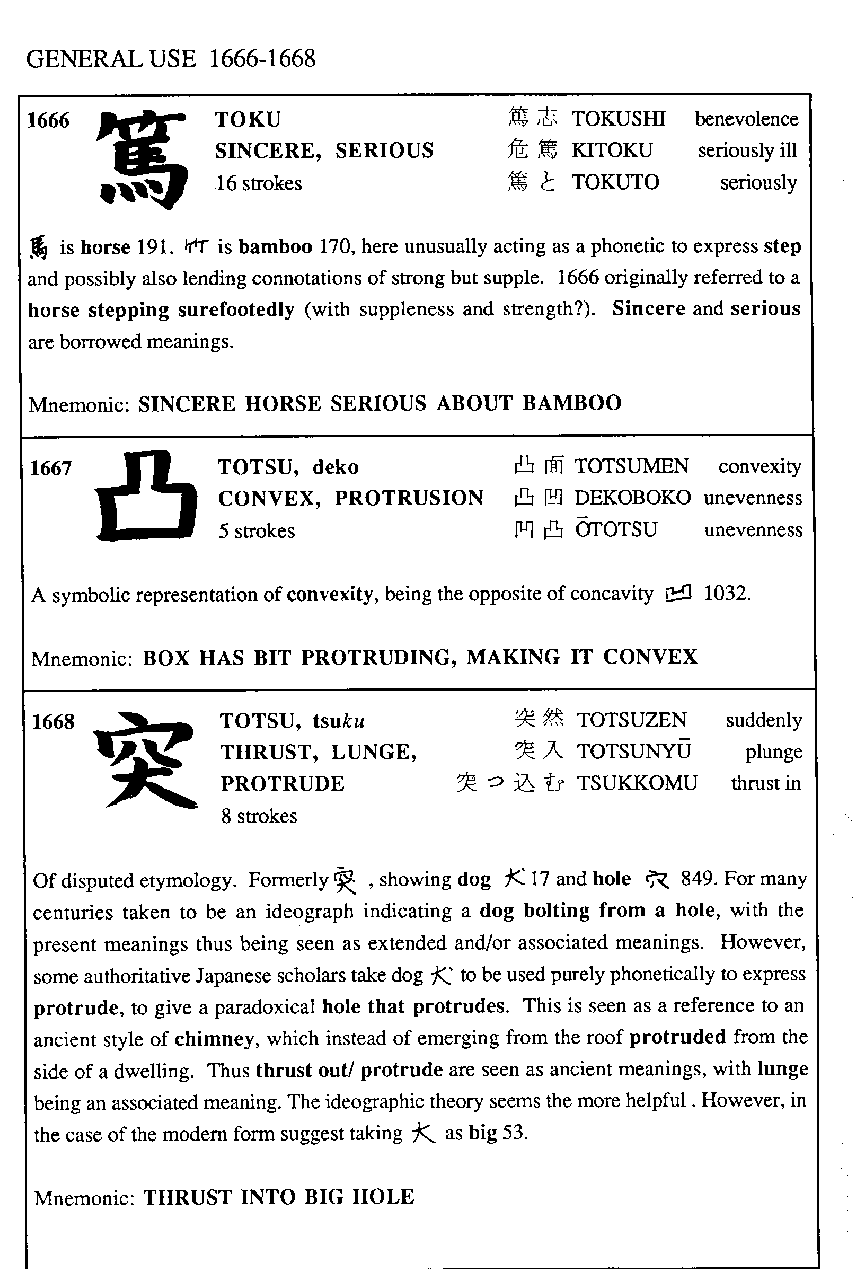 GENERAL USE 1666-1668
1666 篤 TOKU 篤志 TOKUSHI benevolence
SINCERE, SERIOUS 危篤 KITOKU seriously ill
16 strokes 篤と TOKUTO seriously
馬 is horse 191. 竹 is bamboo 170, here unusually acting as a phonetic to express step
and possibly also lending connotations of strong but supple. 1666 originally referred to a
horse stepping surefootedly (with suppleness and strength?). Sincere and serious
are borrowed meanings.
Mnemonic: SINCERE HORSE SERIOUS ABOUT BAMBOO
1667 凸 TOTSU, deko 凸面 TOTSUMEN convexity
CONVEX, PROTRUSION 凸凹 DEKOBOKO unevenness
5 strokes 凹凸 ŌTOTSU unevenness
A symbolic representation of convexity, being the opposite of concavity 凹 1032.
Mnemonic: BOX HAS BIT PROTRUDING, MAKING IT CONVEX
1668 突 TOTSU, tsuku 突然 TOTSUZEN suddenly
THRUST, LUNGE, 突入 TOTSUNYŪ plunge
PROTRUDE 突っ込む TSUKKOMU thrust in
8 strokes
Of disputed etymology. Formerly 突, showing dog 犬 17 and hole 穴 849. For many
centuries taken to be an ideograph indicating a dog bolting from a hole, with the
present meanings thus being seen as extended and/or associated meanings. However,
some authoritative Japanese scholars take dog 犬 to be used purely phonetically to express
protrude, to give a paradoxical hole that protrudes. This is seen as a reference to an
ancient style of chimney, which instead of emerging from the roof protruded from the
side of a dwelling. Thus thrust out/ protrude are seen as ancient meanings, with lunge
being an associated meaning. The ideographic theory seems the more helpful . However, in
the case of the modern form suggest taking 大 as big 53.
Mnemonic: THRUST INTO BIG HOLE